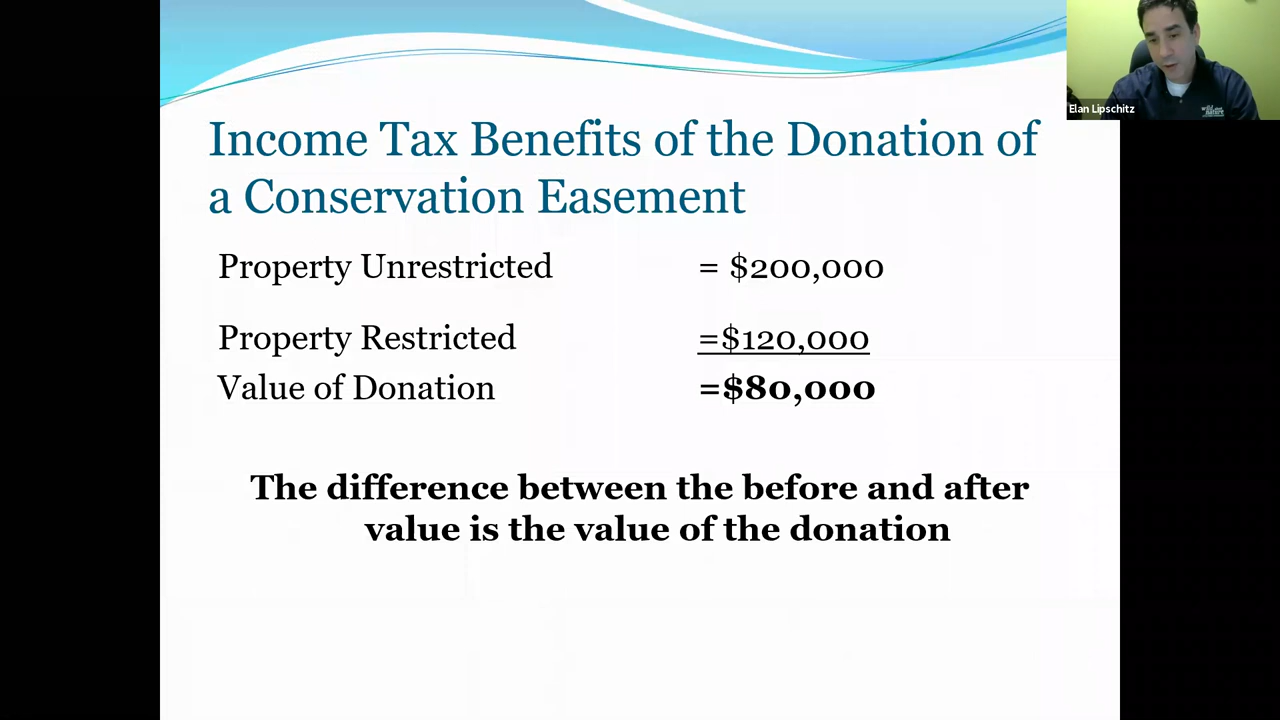 Elan Lipschitz
Income Tax Benefits of the Donation of
a Conservation Easement
Property Unrestricted = $200,000
Property Restricted =$120,000
Value of Donation =$80,000
The difference between the before and after
value is the value of the donation